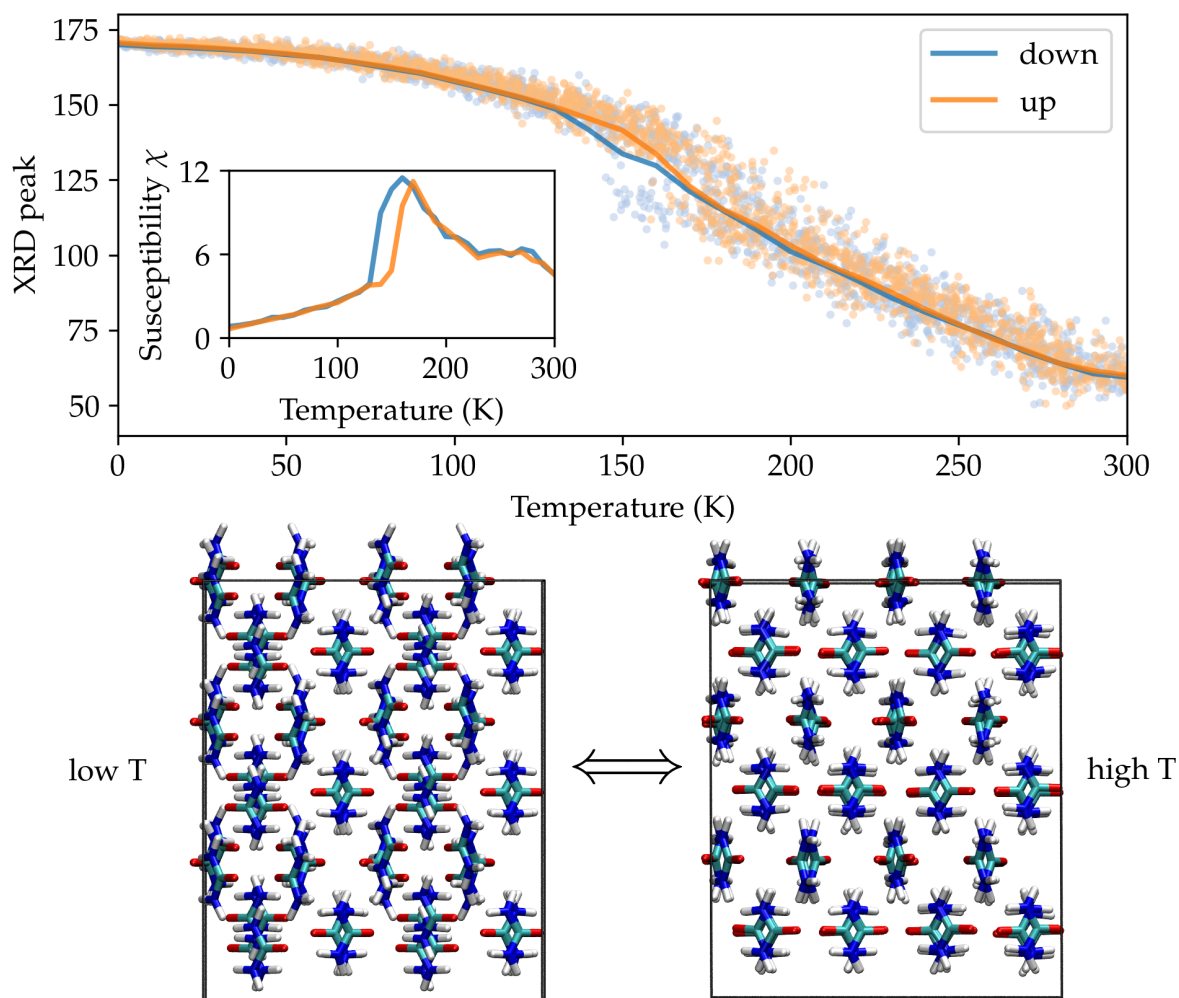 175
150
125
100
75
50
XRD peak
down
up
Susceptibility χ
12
6
0
0 100 200 300
Temperature (K)
0 50 100 150 200 250 300
Temperature (K)
low T
high T